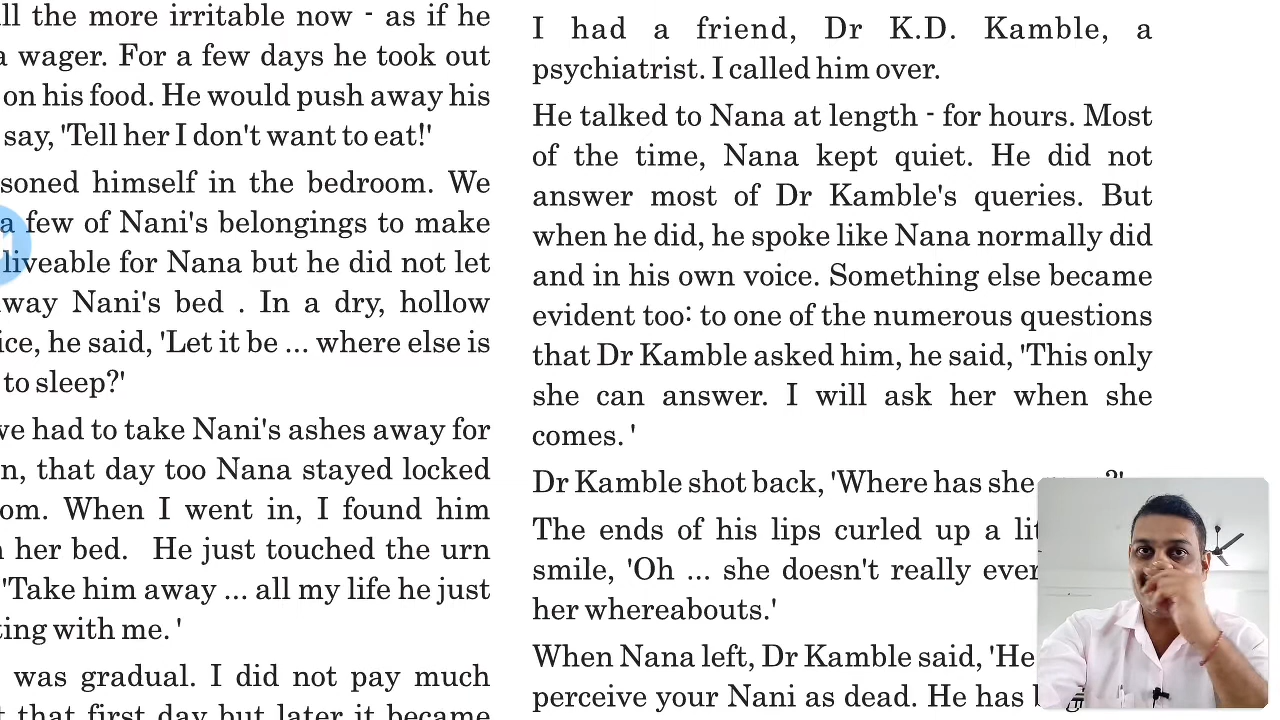 ll the more irritable now - as if he
a wager. For a few days he took out
on his food. He would push away his
say, 'Tell her I don't want to eat!'
soned himself in the bedroom. We
a few of Nani's belongings to make
liveable for Nana but he did not let
way Nani's bed . In a dry, hollow
ice, he said, 'Let it be ... where else is
to sleep?'
we had to take Nani's ashes away for
n, that day too Nana stayed locked
om. When I went in, I found him
her bed. He just touched the urn
'Take him away ... all my life he just
ting with me. '
was gradual. I did not pay much
that first day but later it became
I had a friend, Dr K.D. Kamble, a
psychiatrist. I called him over.
He talked to Nana at length - for hours. Most
of the time, Nana kept quiet. He did not
answer most of Dr Kamble's queries. But
when he did, he spoke like Nana normally did
and in his own voice. Something else became
evident too: to one of the numerous questions
that Dr Kamble asked him, he said, 'This only
she can answer. I will ask her when she
comes. '
Dr Kamble shot back, 'Where has she
The ends of his lips curled up a
smile, 'Oh ... she doesn't really ever
her whereabouts.'
When Nana left, Dr Kamble said, 'He
perceive your Nani as dead. He has